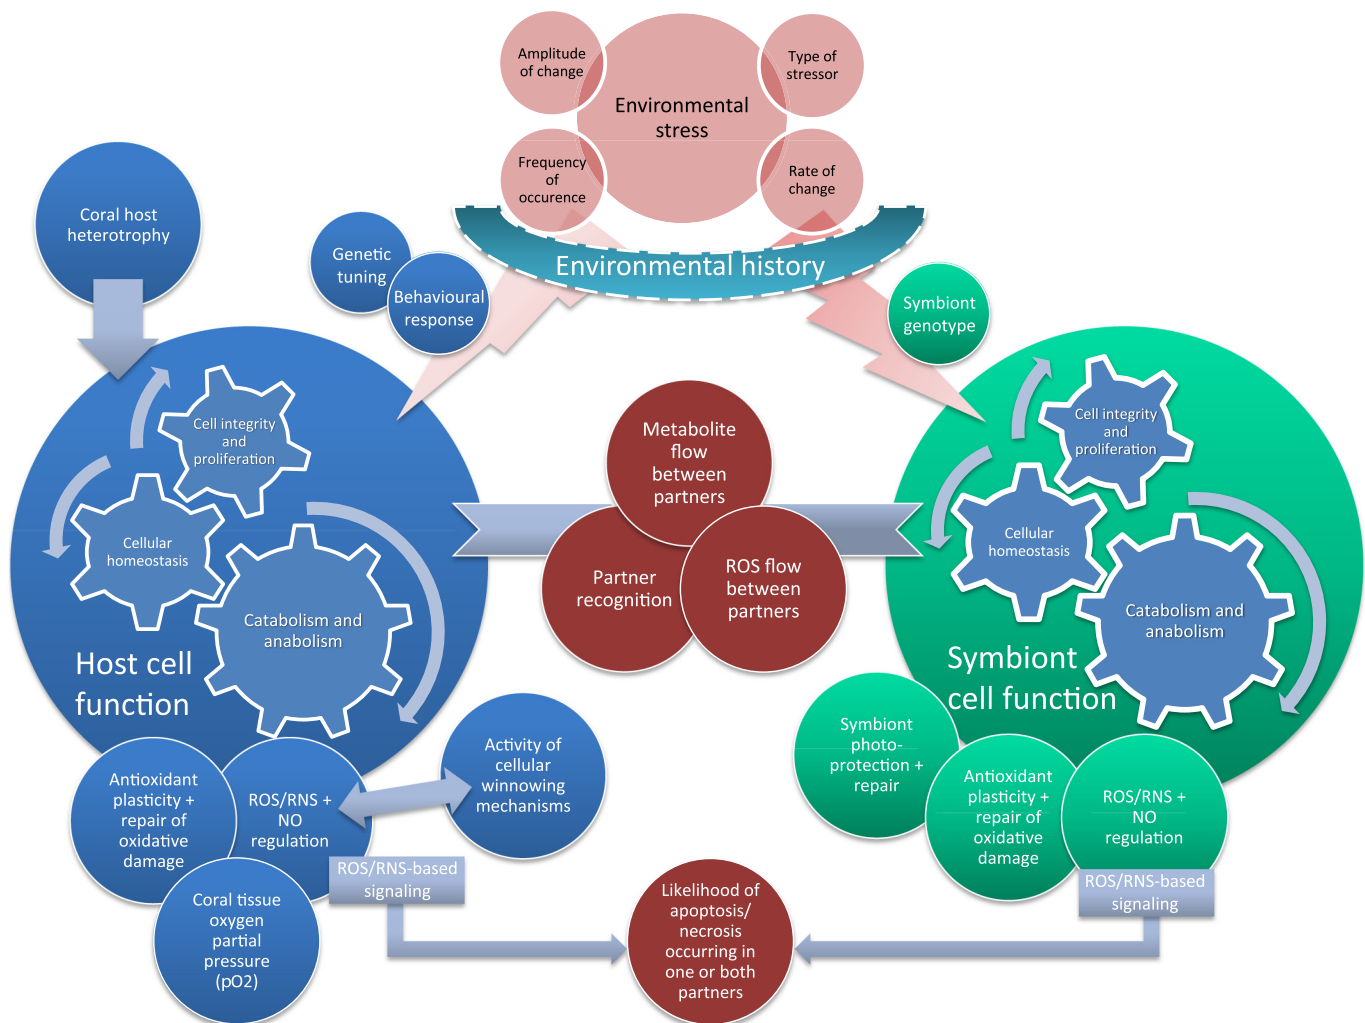 Amplitude
of change
Type of
stressor
Environmental
stress
Frequency
of
occurence
Rate of
change
Environmental history
Coral host
heterotrophy
Genetic
tuning
Behavioural
response
Symbiont
genotype
Cell integrity
and
proliferation
Cellular
homeostasis
Catabolism and
anabolism
Host cell
function
Metabolite
flow
between
partners
Partner
recognition
ROS flow
between
partners
Cell integrity
and
proliferation
Cellular
homeostasis
Catabolism and
anabolism
Symbiont
cell function
Antioxidant
plasticity +
repair of
oxidative
damage
ROS/RNS +
NO
regulation
Activity of
cellular
winnowing
mechanisms
Coral tissue
oxygen
partial
pressure
(pO2)
ROS/RNS-based
signaling
Symbiont
photo-
protection +
repair
Antioxidant
plasticity +
repair of
oxidative
damage
ROS/RNS +
NO
regulation
ROS/RNS-based
signaling
Likelihood of
apoptosis/
necrosis
occurring in
one or both
partners